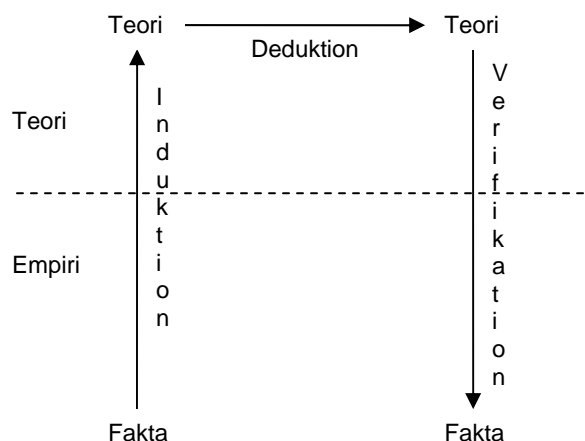 Teori
Teori
Deduktion
Induktion
Verifikation
Teori
Empiri
Fakta
Fakta